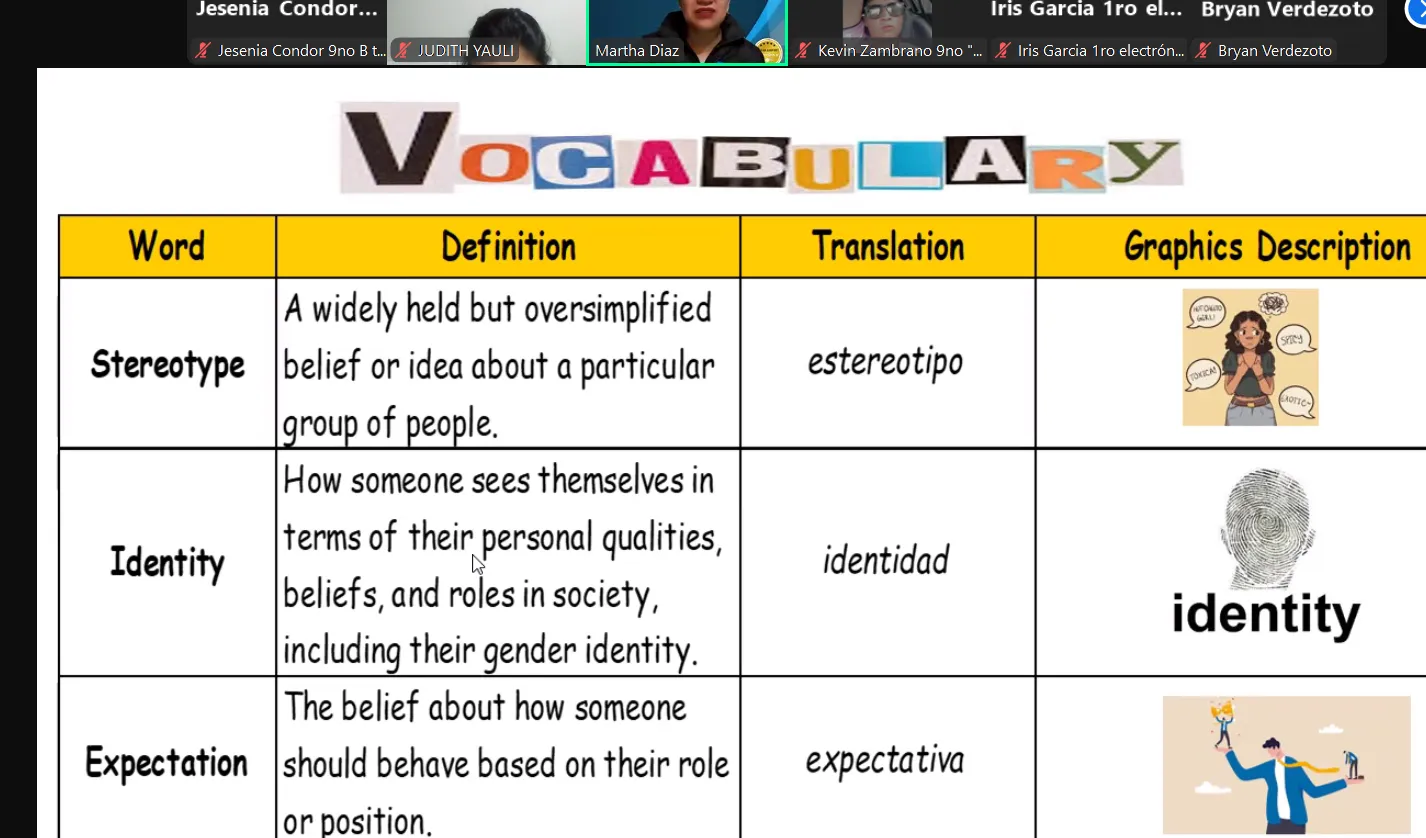 Jesenia Condor...
Iris Garcia 1ro el...
Bryan Verdezoto
Jesenia Condor 9no B t...
JUDITH YAULI
Martha Diaz
Kevin Zambrano 9no "...
Iris Garcia 1ro electrón...
Bryan Verdezoto
VOCABULARY
Word
Definition
Translation
Graphics Description
Stereotype
A widely held but oversimplified
belief or idea about a particular
group of people.
estereotipo
SPICY
TOXICA!
EXOTIC~
Identity
How someone sees themselves in
terms of their personal qualities,
beliefs, and roles in society,
including their gender identity.
identidad
identity
Expectation
The belief about how someone
should behave based on their role
or position.
expectativa